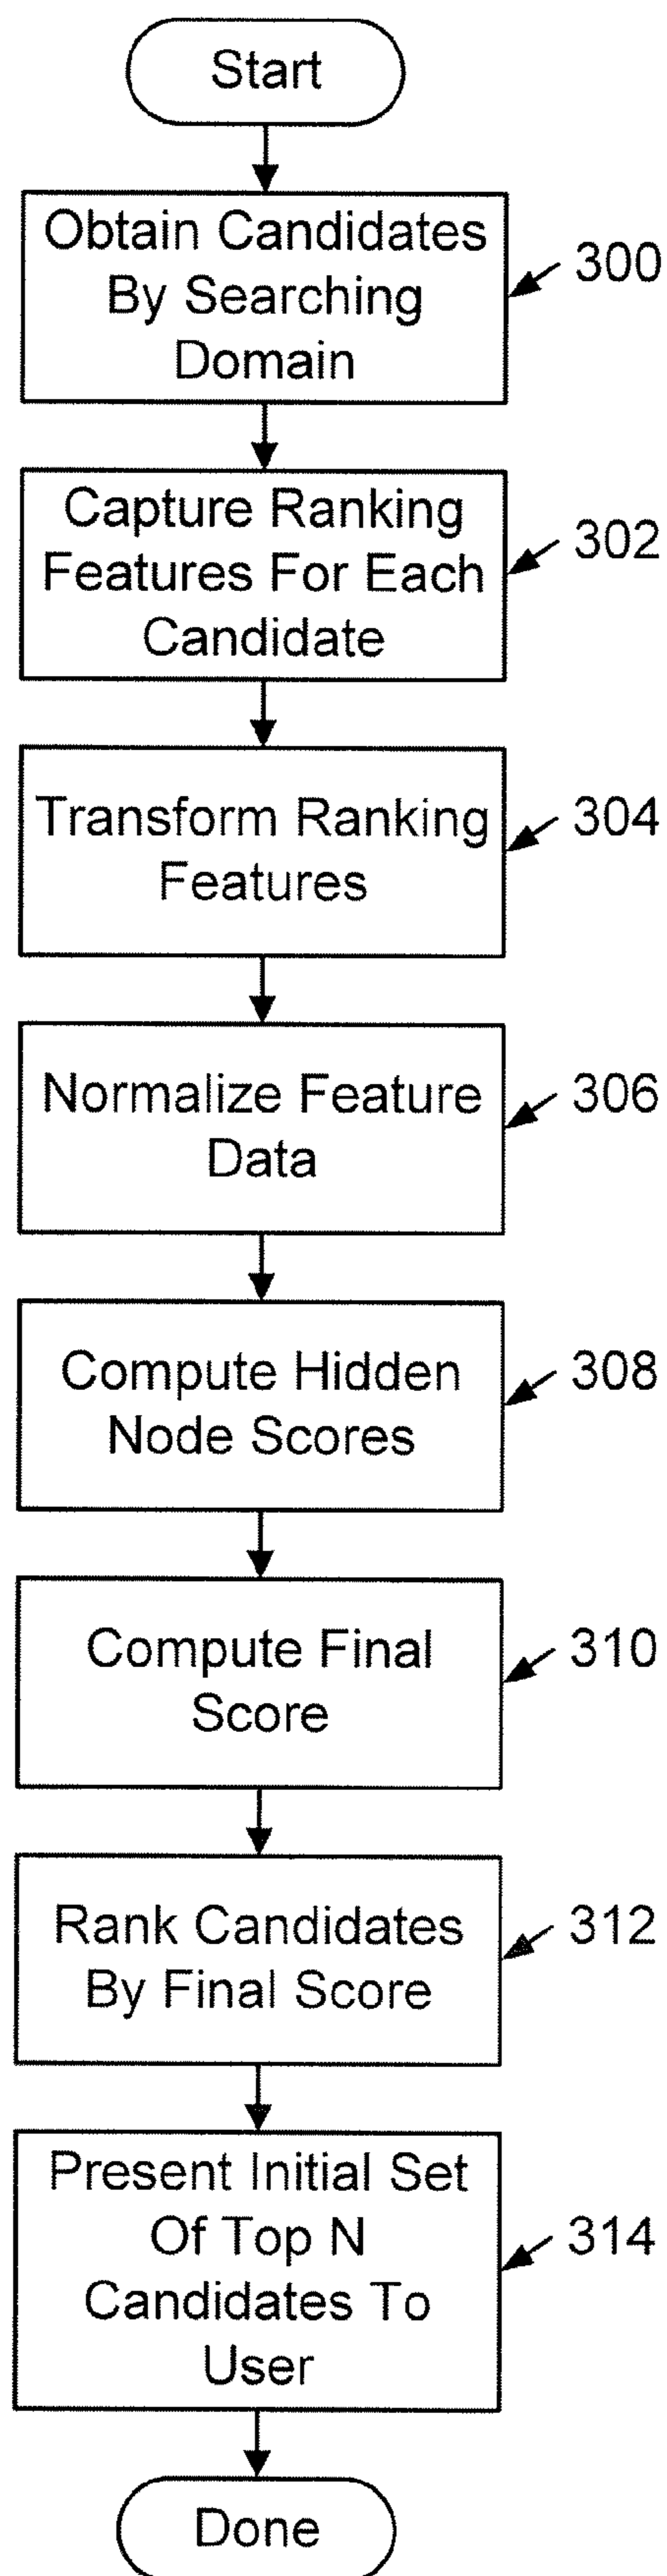 Start
Obtain Candidates
By Searching
Domain
300
Capture Ranking
Features For Each
Candidate
302
Transform Ranking
Features
304
Normalize Feature
Data
306
Compute Hidden
Node Scores
308
Compute Final
Score
310
Rank Candidates
By Final Score
312
Present Initial Set
Of Top N
Candidates To
User
314
Done